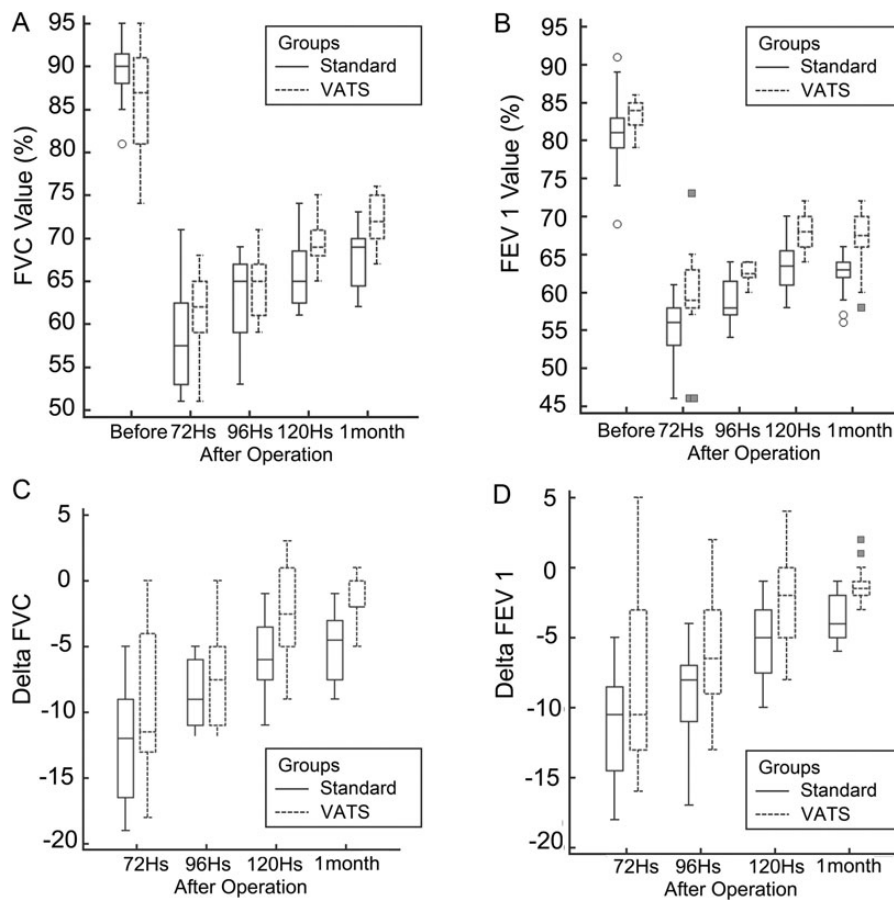 A
FVC Value (%)
95
90
85
80
75
70
65
60
55
50
Groups
Standard
VATS
Before 72Hs 96Hs 120Hs 1month
After Operation
B
FEV 1 Value (%)
95
90
85
80
75
70
65
60
55
50
45
Groups
Standard
VATS
Before 72Hs 96Hs 120Hs 1month
After Operation
C
Delta FVC
5
0
-5
-10
-15
-20
Groups
Standard
VATS
72Hs 96Hs 120Hs 1month
After Operation
D
Delta FEV 1
5
0
-5
-10
-15
-20
Groups
Standard
VATS
72Hs 96Hs 120Hs 1month
After Operation